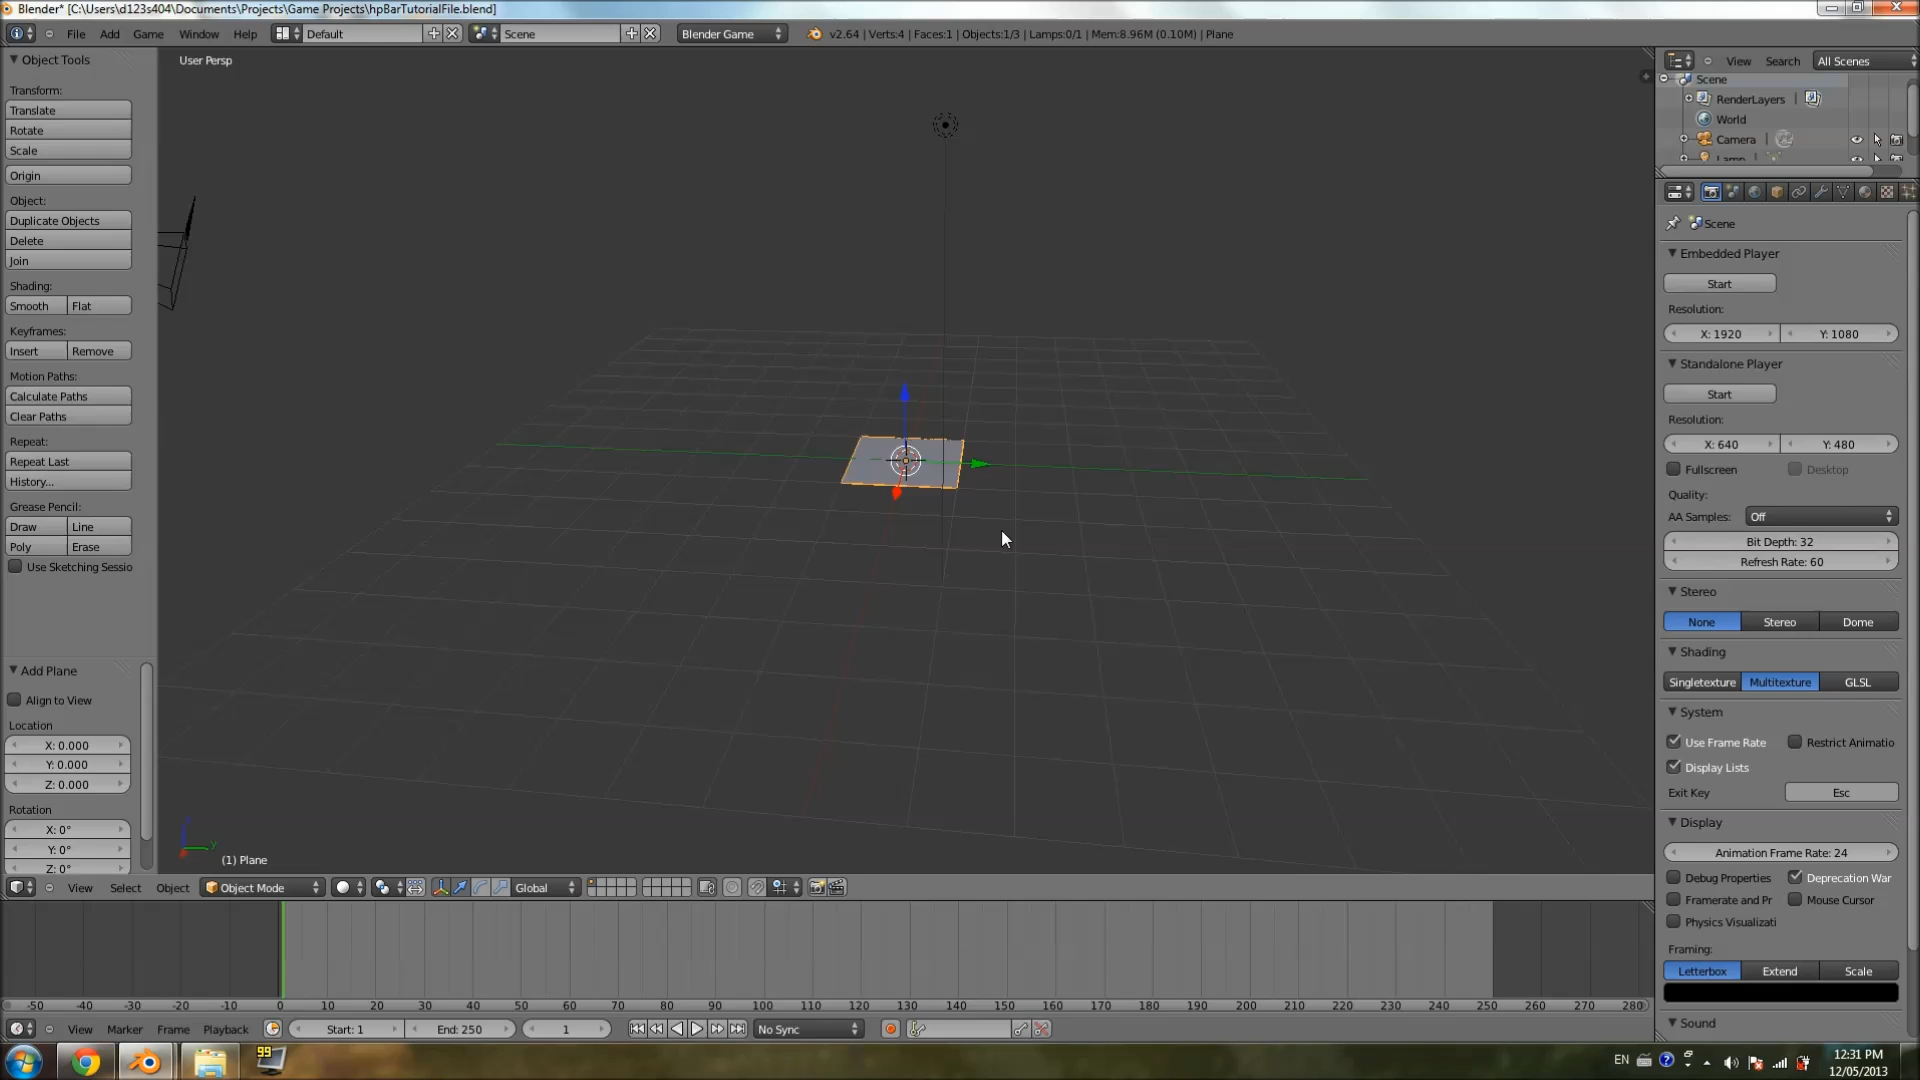 Blender* [C:\Users\d123s404\Documents\Projects\Game Projects\hpBarTutorialFile.blend]
File Add Game Window Help Default Scene Blender Game v2.64 | Verts:4 | Faces:1 | Objects:1/3 | Lamps:0/1 | Mem:8.96M (0.10M) | Plane
Object Tools
Transform:
Translate
Rotate
Scale
Origin
Object:
Duplicate Objects
Delete
Join
Shading:
Smooth Flat
Keyframes:
Insert Remove
Motion Paths:
Calculate Paths
Clear Paths
Repeat:
Repeat Last
History...
Grease Pencil:
Draw Line
Poly Erase
Use Sketching Sessio
Add Plane
Align to View
Location
X: 0.000
Y: 0.000
Z: 0.000
Rotation
X: 0°
Y: 0°
Z: 0°
User Persp
y
(1) Plane
View Search All Scenes
Scene
RenderLayers |
World
Camera |
Lamp
Scene
Embedded Player
Start
Resolution:
X: 1920 Y: 1080
Standalone Player
Start
Resolution:
X: 640 Y: 480
Fullscreen Desktop
Quality:
AA Samples: Off
Bit Depth: 32
Refresh Rate: 60
Stereo
None Stereo Dome
Shading
Singletexture Multitexture GLSL
System
Use Frame Rate Restrict Animatio
Display Lists
Exit Key Esc
Display
Animation Frame Rate: 24
Debug Properties Deprecation War
Framerate and Pr Mouse Cursor
Physics Visualizati
Framing:
Letterbox Extend Scale
Sound
View Select Object Object Mode Global
-50 -40 -30 -20 -10 0 10 20 30 40 50 60 70 80 90 100 110 120 130 140 150 160 170 180 190 200 210 220 230 240 250 260 270 280
View Marker Frame Playback Start: 1 End: 250 1 No Sync
99
EN
12:31 PM
12/05/2013